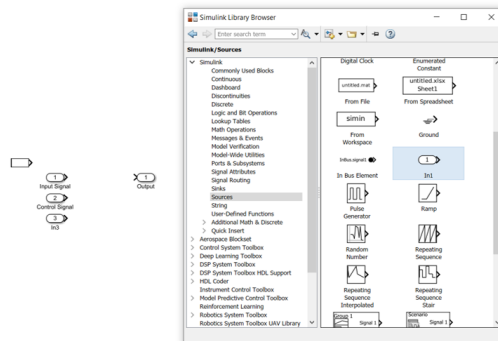 1
Input Signal
2
Control Signal
3
In3
1
Output
Simulink Library Browser
Enter search term
Simulink/Sources
Simulink
Commonly Used Blocks
Continuous
Dashboard
Discontinuities
Discrete
Logic and Bit Operations
Lookup Tables
Math Operations
Messages & Events
Model Verification
Model-Wide Utilities
Ports & Subsystems
Signal Attributes
Signal Routing
Sinks
Sources
String
User-Defined Functions
Additional Math & Discrete
Quick Insert
Aerospace Blockset
Control System Toolbox
Deep Learning Toolbox
DSP System Toolbox
DSP System Toolbox HDL Support
HDL Coder
Instrument Control Toolbox
Model Predictive Control Toolbox
Reinforcement Learning
Robotics System Toolbox
Robotics System Toolbox UAV Library
Digital Clock
Enumerated
Constant
untitled.mat
untitled.xlsx
Sheet1
From File
From Spreadsheet
simin
From
Workspace
Ground
InBus.signal1
1
In Bus Element
In1
Pulse
Generator
Ramp
Random
Number
Repeating
Sequence
Repeating
Sequence
Interpolated
Repeating
Sequence
Stair
Group 1
Signal 1
Scenario
Signal 1